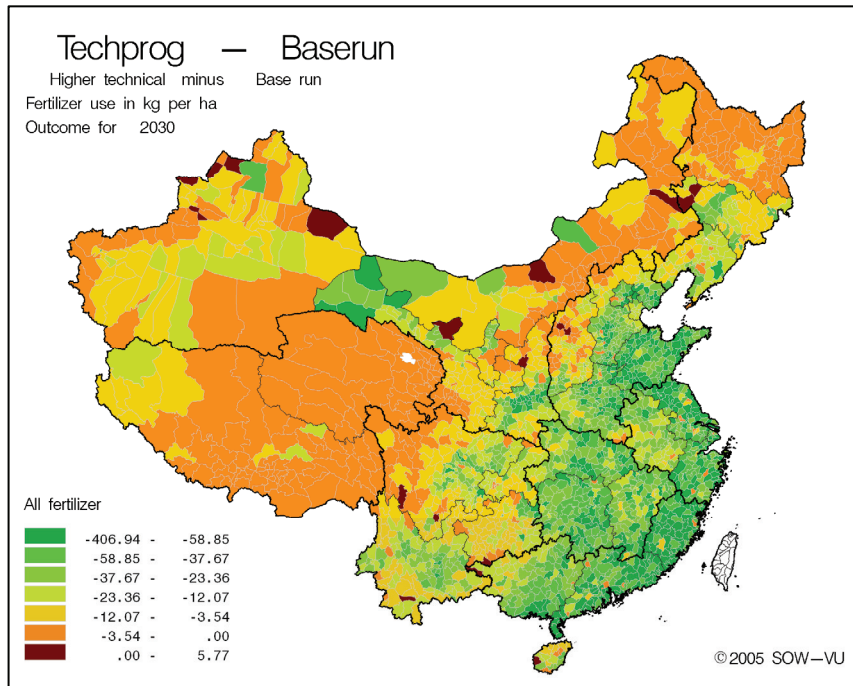 Techprog — Baserun
Higher technical minus Base run
Fertilizer use in kg per ha
Outcome for 2030
All fertilizer
-406.94 - -58.85
-58.85 - -37.67
-37.67 - -23.36
-23.36 - -12.07
-12.07 - -3.54
-3.54 - .00
.00 - 5.77
©2005 SOW—VU